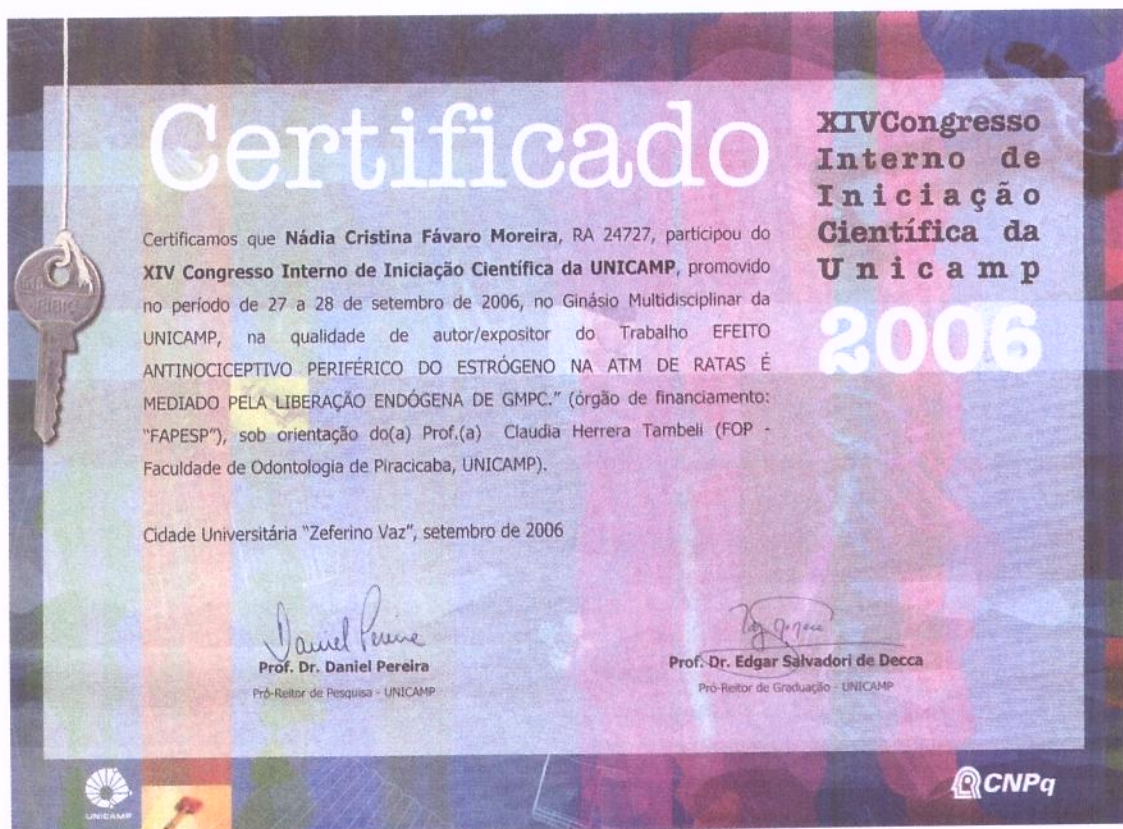 Certificado
XIVCongresso
Interno de
Iniciação
Científica da
Unicamp
2006
Certificamos que Nádia Cristina Fávaro Moreira, RA 24727, participou do
XIV Congresso Interno de Iniciação Científica da UNICAMP, promovido
no período de 27 a 28 de setembro de 2006, no Ginásio Multidisciplinar da
UNICAMP, na qualidade de autor/expositor do Trabalho EFEITO
ANTINOCICEPTIVO PERIFÉRICO DO ESTRÓGENO NA ATM DE RATAS É
MEDIADO PELA LIBERAÇÃO ENDÓGENA DE GMPC." (órgão de financiamento:
"FAPESP"), sob orientação do(a) Prof.(a) Claudia Herrera Tambeli (FOP -
Faculdade de Odontologia de Piracicaba, UNICAMP).
Cidade Universitária "Zeferino Vaz", setembro de 2006
Daniel Pereira
Prof. Dr. Daniel Pereira
Pró-Reitor de Pesquisa - UNICAMP
Prof. Dr. Edgar Salvadori de Decca
Pró-Reitor de Graduação - UNICAMP
PIBIC
UNICAMP
CNPq